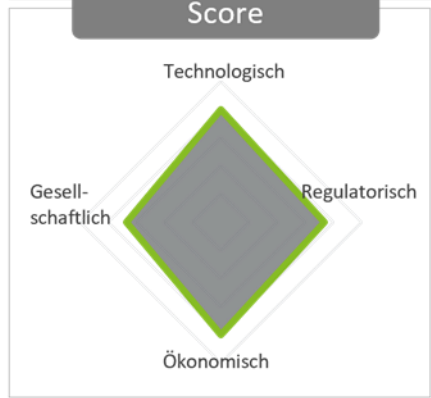 Score
Technologisch
Gesell-
schaftlich
Regulatorisch
Ökonomisch